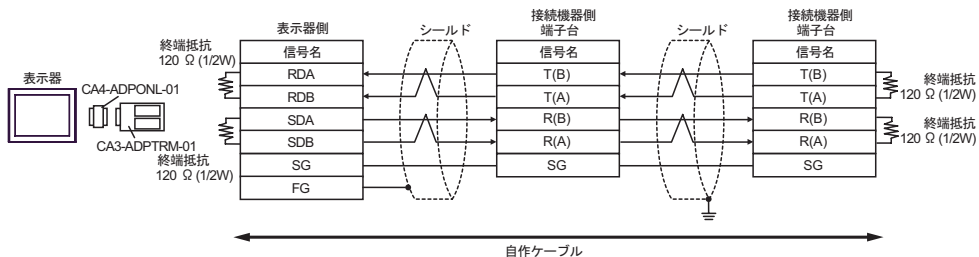 表示器
CA4-ADPONL-01
CA3-ADPTRM-01
終端抵抗
120 Ω (1/2W)
終端抵抗
120 Ω (1/2W)
表示器側
信号名
RDA
RDB
SDA
SDB
SG
FG
シールド
接続機器側
端子台
信号名
T(B)
T(A)
R(B)
R(A)
SG
シールド
接続機器側
端子台
信号名
T(B)
T(A)
R(B)
R(A)
SG
終端抵抗
120 Ω (1/2W)
終端抵抗
120 Ω (1/2W)
自作ケーブル